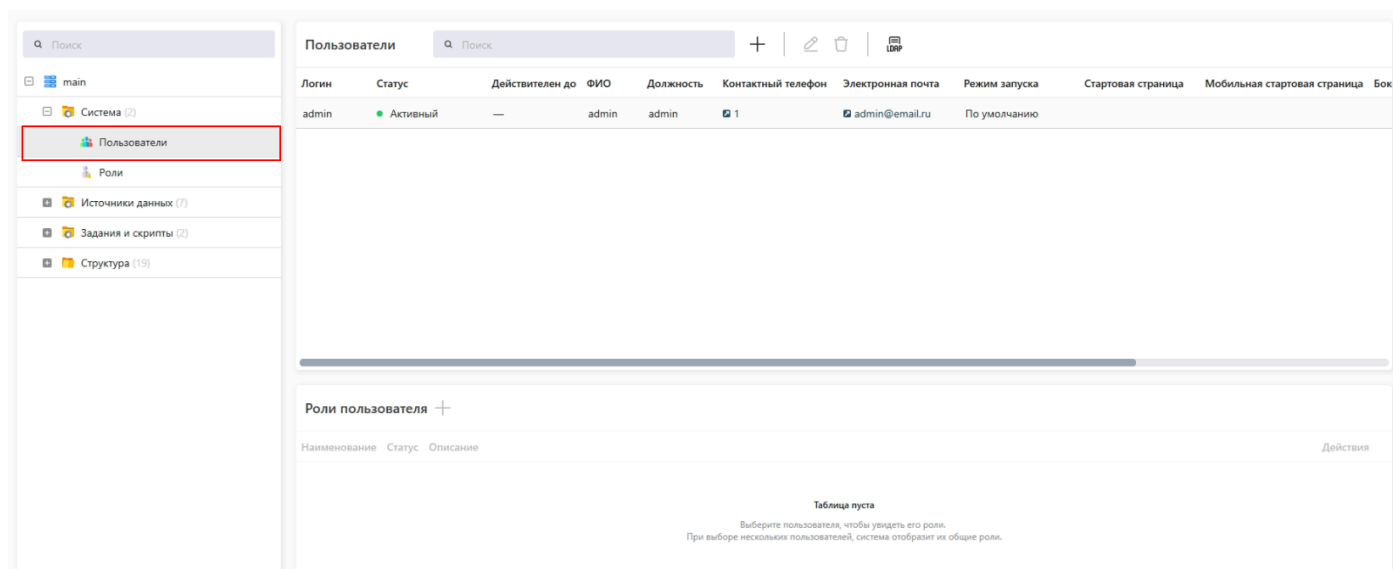 Поиск
main
Система (2)
Пользователи
Роли
Источники данных (7)
Задания и скрипты (2)
Структура (19)
Пользователи Поиск LDAP
Логин Статус Действителен до ФИО Должность Контактный телефон Электронная почта Режим запуска Стартовая страница Мобильная стартовая страница Бок
admin Активный — admin admin 1 admin@email.ru По умолчанию
Роли пользователя
Наименование Статус Описание Действия
Таблица пуста
Выберите пользователя, чтобы увидеть его роли.
При выборе нескольких пользователей, система отобразит их общие роли.